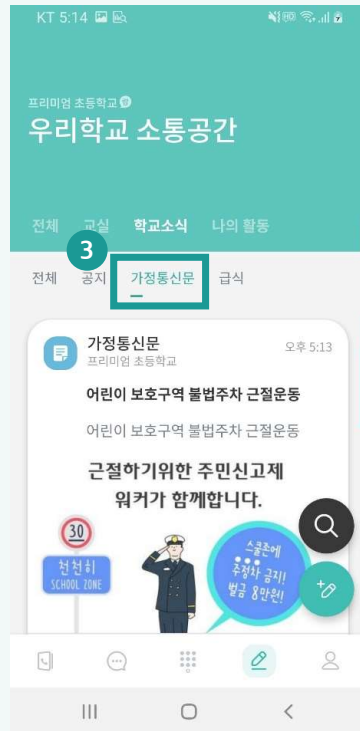 KT 5:14
프리미엄 초등학교
우리학교 소통공간
전체 교실 학교소식 나의 활동
3
전체 공지 가정통신문 급식
가정통신문
오후 5:13
프리미엄 초등학교
어린이 보호구역 불법주차 근절운동
어린이 보호구역 불법주차 근절운동
근절하기위한 주민신고제
워커가 함께합니다.
30
천천히
SCHOOL ZONE
스쿨존에
주정차 금지!
벌금 8만원!